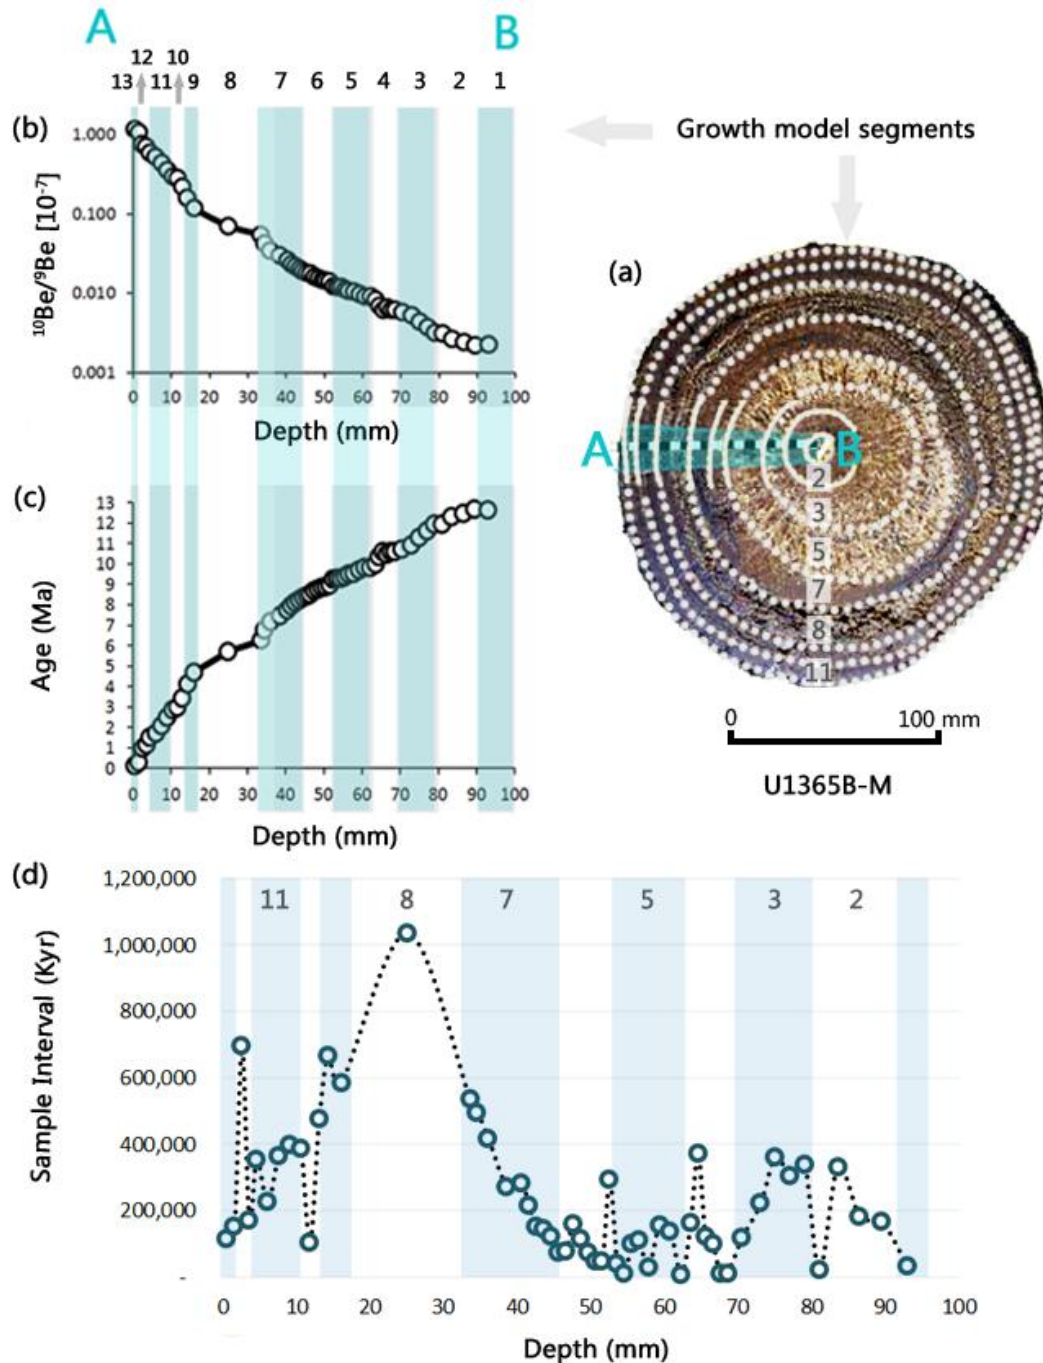 A
B
12
10
13
11
9
8
7
6
5
4
3
2
1
(b)
Growth model segments
1.000
0.100
0.010
0.001
¹⁰Be/⁹Be [10⁻⁷]
0 10 20 30 40 50 60 70 80 90 100
Depth (mm)
(a)
A
B
2
3
5
7
8
11
0
100 mm
U1365B-M
(c)
13
12
11
10
9
8
7
6
5
4
3
2
1
0
Age (Ma)
0 10 20 30 40 50 60 70 80 90 100
Depth (mm)
(d)
1,200,000
1,000,000
800,000
600,000
400,000
200,000
-
Sample Interval (Kyr)
11
8
7
5
3
2
0 10 20 30 40 50 60 70 80 90 100
Depth (mm)